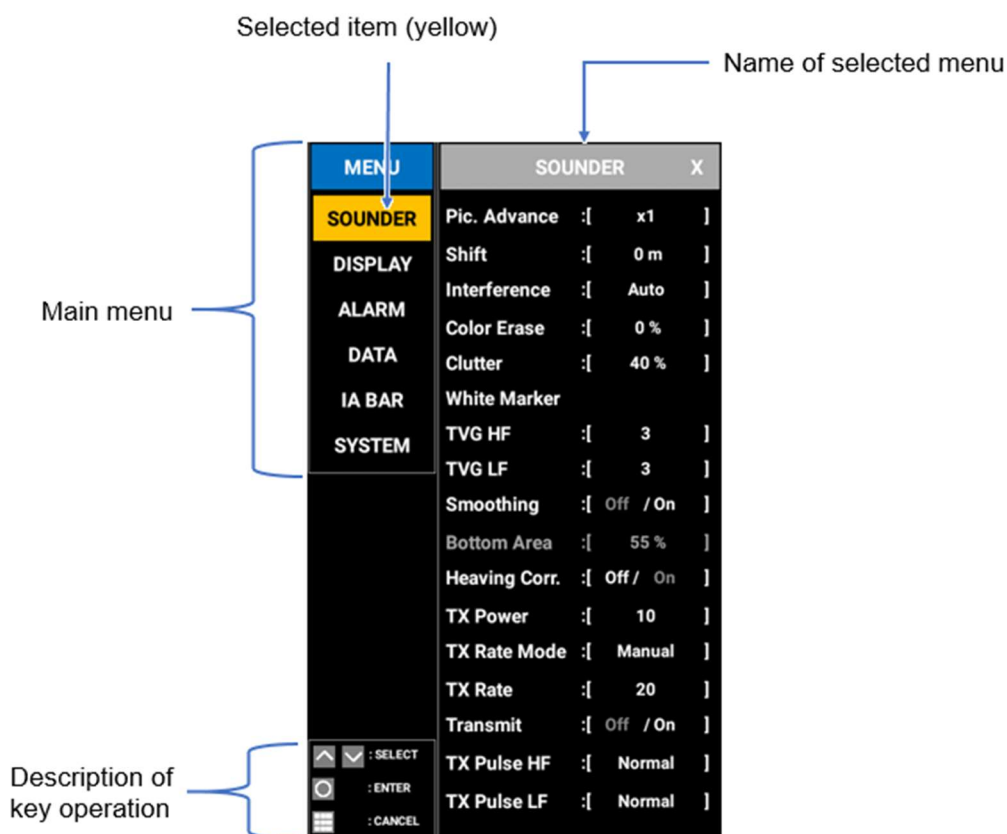 Selected item (yellow)
Name of selected menu
MENU
SOUNDER X
SOUNDER
DISPLAY
ALARM
DATA
IA BAR
SYSTEM
Main menu
Pic. Advance :[ x1 ]
Shift :[ 0 m ]
Interference :[ Auto ]
Color Erase :[ 0 % ]
Clutter :[ 40 % ]
White Marker
TVG HF :[ 3 ]
TVG LF :[ 3 ]
Smoothing :[ Off / On ]
Bottom Area :[ 55 % ]
Heaving Corr. :[ Off / On ]
TX Power :[ 10 ]
TX Rate Mode :[ Manual ]
TX Rate :[ 20 ]
Transmit :[ Off / On ]
TX Pulse HF :[ Normal ]
TX Pulse LF :[ Normal ]
: SELECT
: ENTER
: CANCEL
Description of
key operation